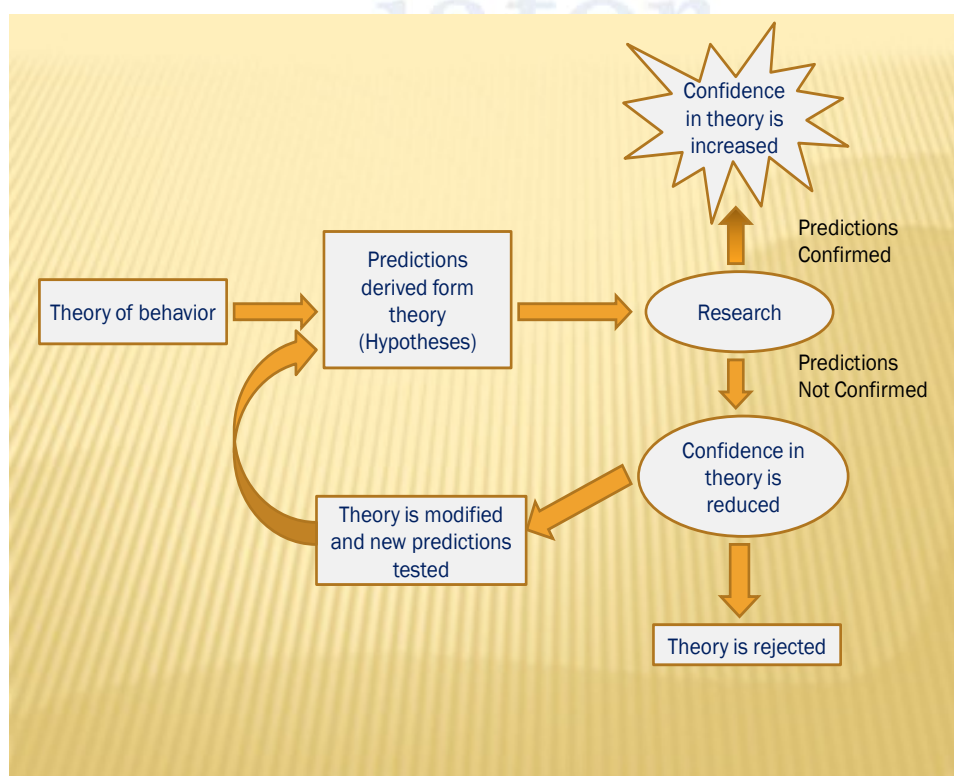 Confidence
in theory is
increased
Predictions
Confirmed
Theory of behavior
Predictions
derived form
theory
(Hypotheses)
Research
Predictions
Not Confirmed
Confidence in
theory is
reduced
Theory is modified
and new predictions
tested
Theory is rejected